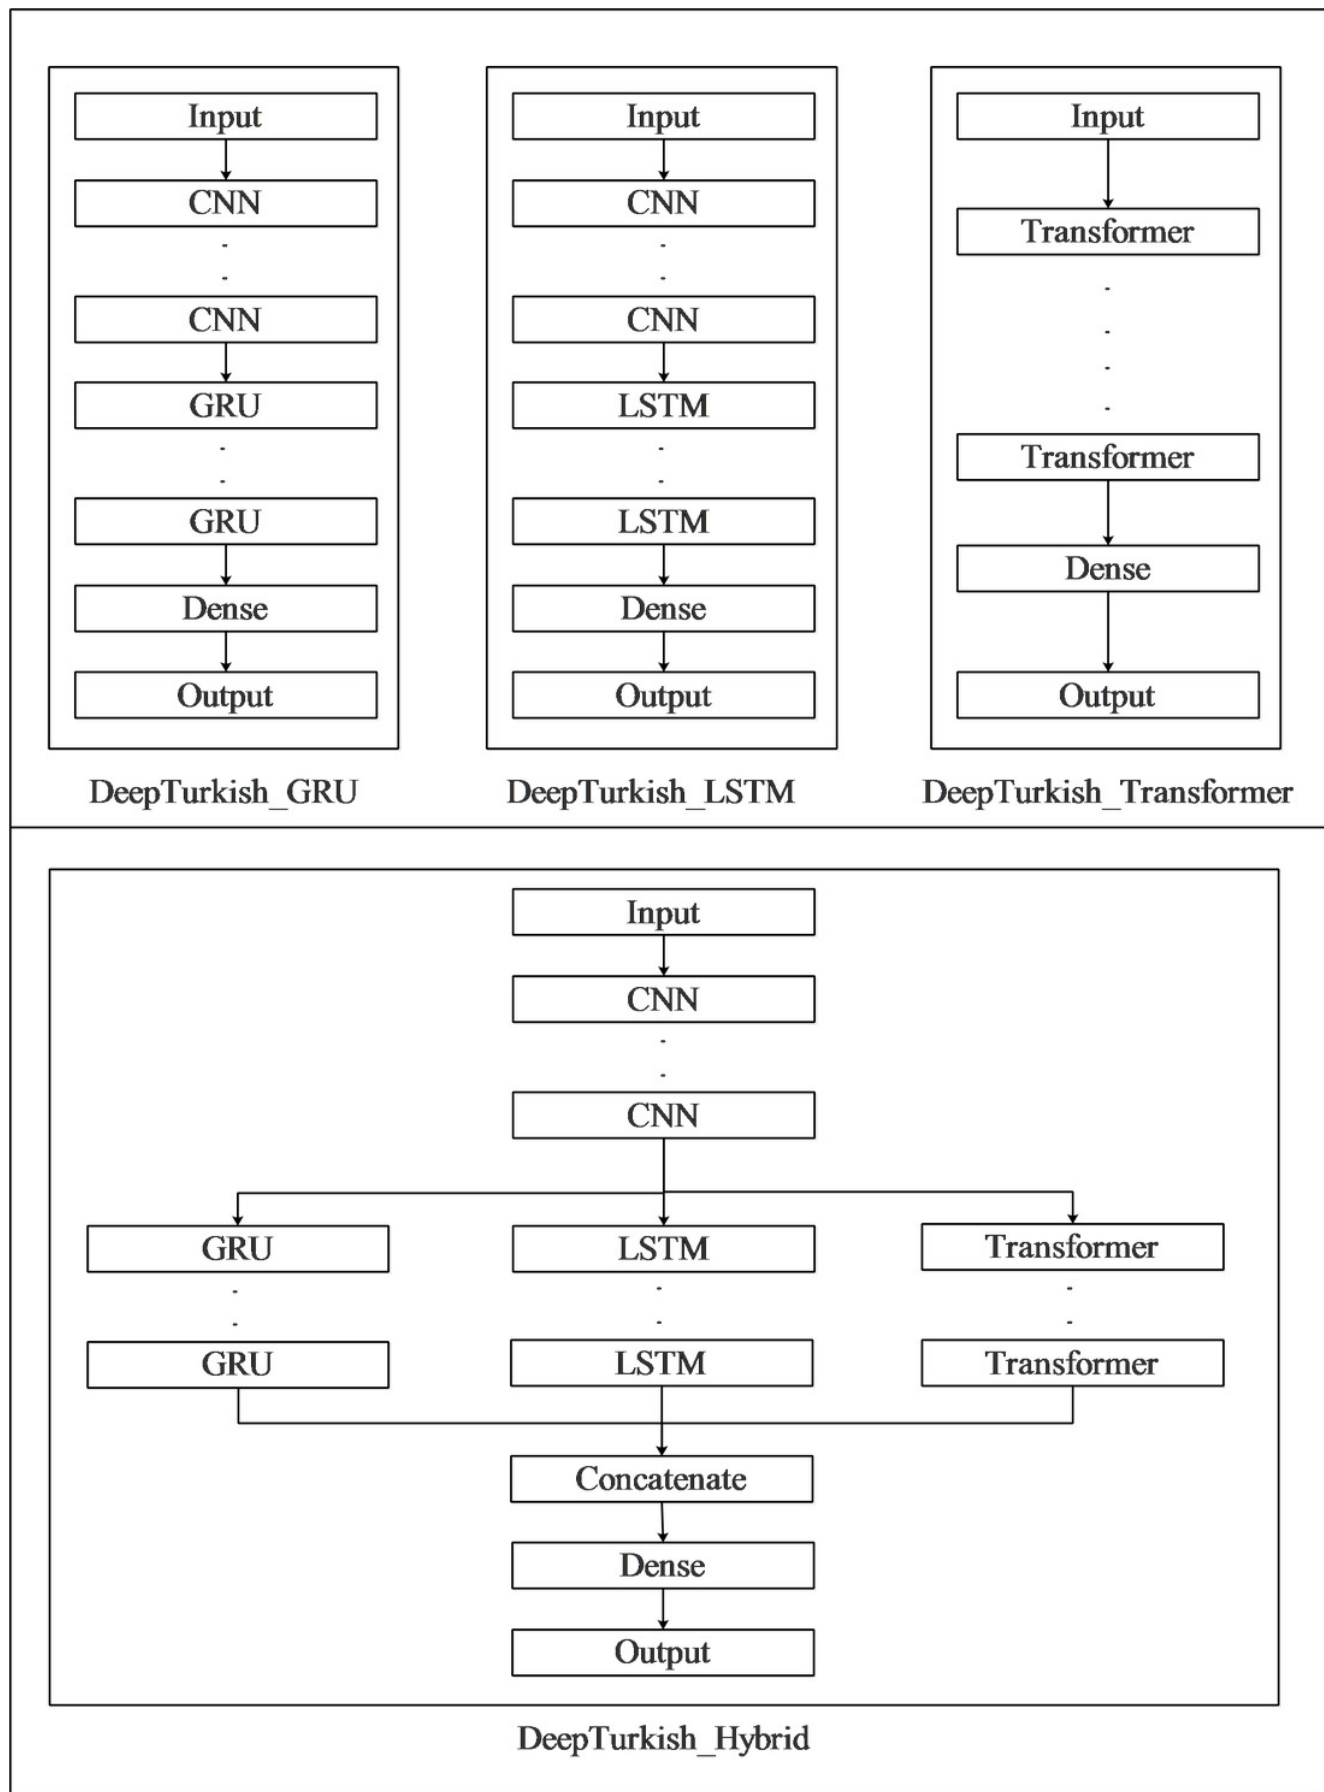 Input
CNN
CNN
GRU
GRU
Dense
Output
DeepTurkish_GRU
Input
CNN
CNN
LSTM
LSTM
Dense
Output
DeepTurkish_LSTM
Input
Transformer
Transformer
Dense
Output
DeepTurkish_Transformer
Input
CNN
CNN
GRU
LSTM
Transformer
GRU
LSTM
Transformer
Concatenate
Dense
Output
DeepTurkish_Hybrid